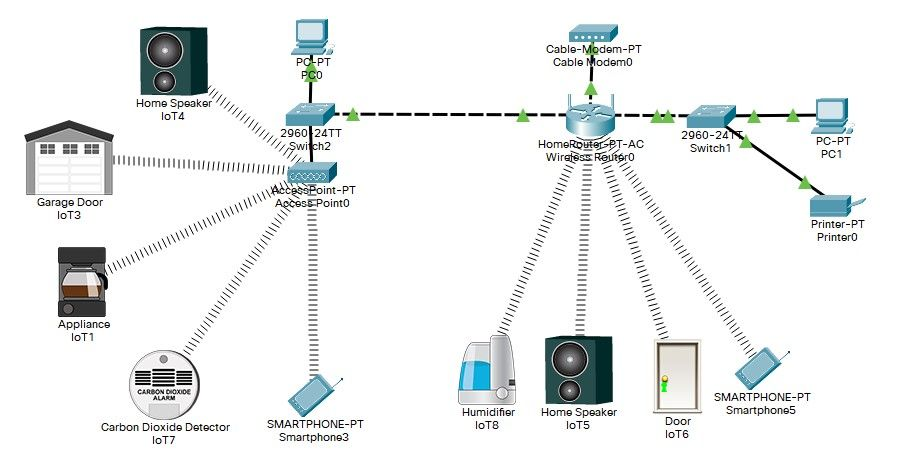 PC-PT
PC0
Cable-Modem-PT
Cable Modem0
Home Speaker
IoT4
2960-24TT
Switch2
HomeRouter-PT-AC
Wireless Router0
2960-24TT
Switch1
PC-PT
PC1
Garage Door
IoT3
AccessPoint-PT
Access Point0
Printer-PT
Printer0
Appliance
IoT1
CARBON DIOXIDE
ALARM
Carbon Dioxide Detector
IoT7
SMARTPHONE-PT
Smartphone3
Humidifier
IoT8
Home Speaker
IoT5
Door
IoT6
SMARTPHONE-PT
Smartphone5